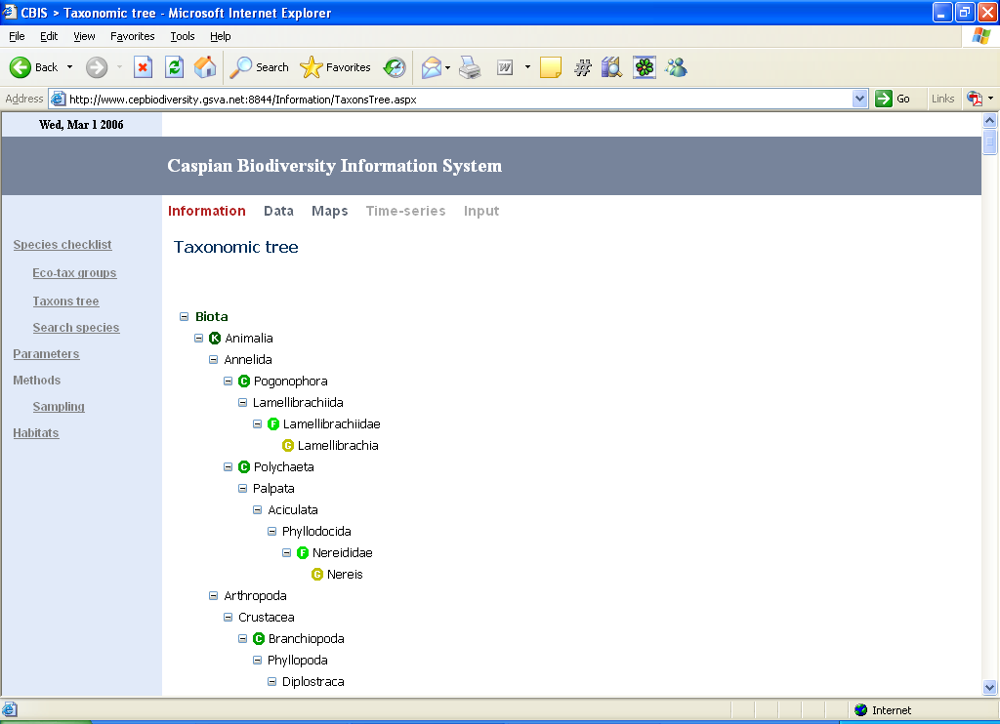 CBIS > Taxonomic tree - Microsoft Internet Explorer
File Edit View Favorites Tools Help
Back Search Favorites
Address http://www.cepbiodiversity.gsva.net:8844/Information/TaxonsTree.aspx Go Links
Wed, Mar 1 2006
Caspian Biodiversity Information System
Information Data Maps Time-series Input
Species checklist
Eco-tax groups
Taxons tree
Search species
Parameters
Methods
Sampling
Habitats
Taxonomic tree
Biota
K Animalia
Annelida
C Pogonophora
Lamellibrachiida
F Lamellibrachiidae
G Lamellibrachia
C Polychaeta
Palpata
Aciculata
Phyllodocida
F Nereididae
G Nereis
Arthropoda
Crustacea
C Branchiopoda
Phyllopoda
Diplostraca
Internet